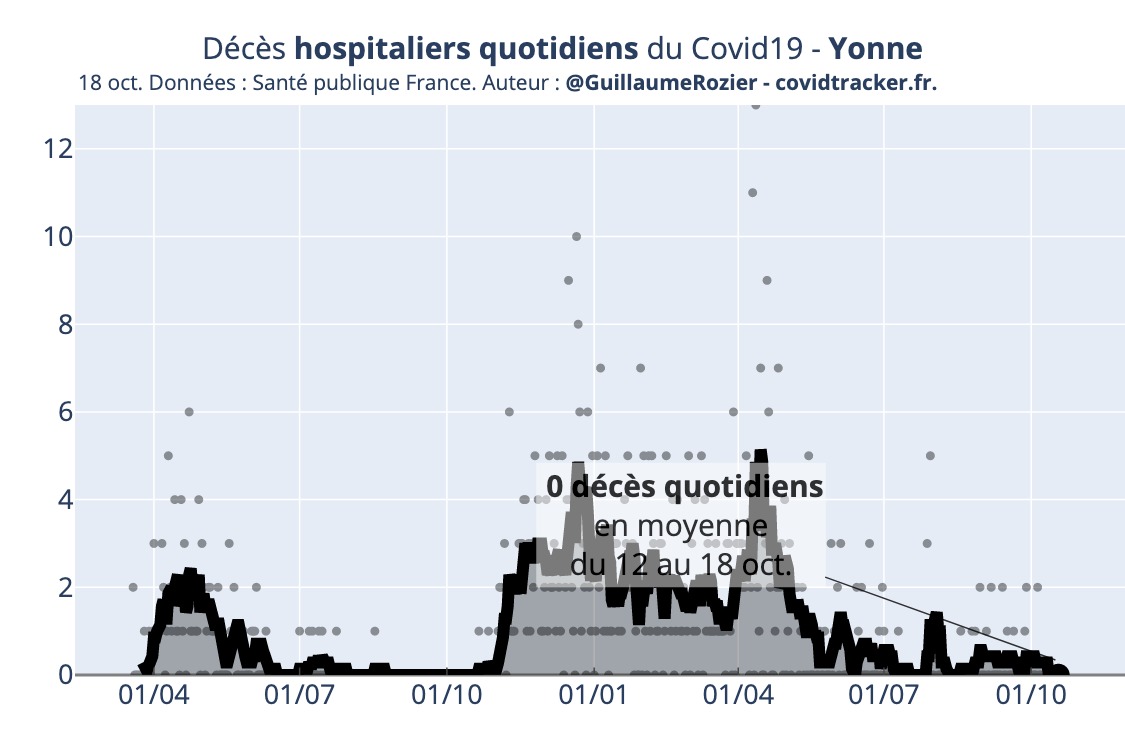 Décès hospitaliers quotidiens du Covid19 - Yonne
18 oct. Données : Santé publique France. Auteur : @GuillaumeRozier - covidtracker.fr.
12
10
8
6
4
2
0
0 décès quotidiens
en moyenne
du 12 au 18 oct.
01/04 01/07 01/10 01/01 01/04 01/07 01/10